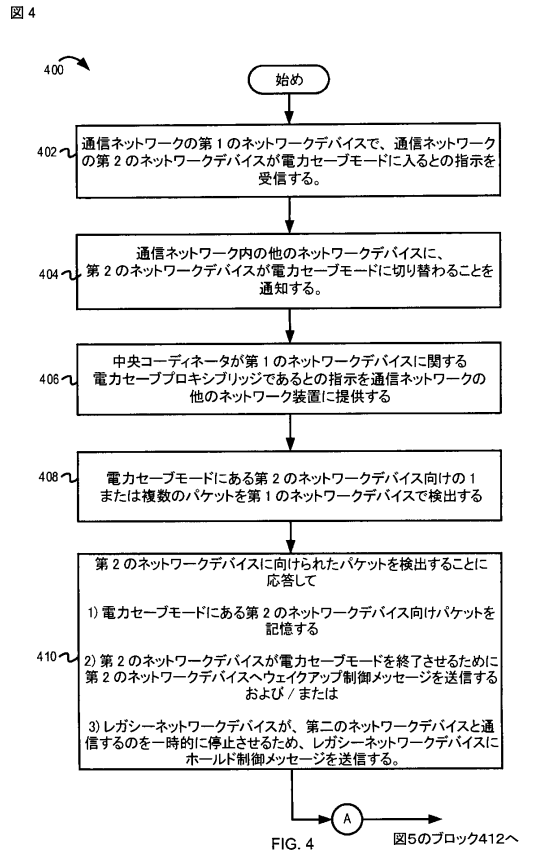 図 4
400
始め
402
通信ネットワークの第 1 のネットワークデバイスで、通信ネットワーク
の第 2 のネットワークデバイスが電力セーブモードに入るとの指示を
受信する。
通信ネットワーク内の他のネットワークデバイスに、
404
第 2 のネットワークデバイスが電力セーブモードに切り替わることを
通知する。
中央コーディネータが第 1 のネットワークデバイスに関する
406
電力セーブプロキシブリッジであるとの指示を通信ネットワークの
他のネットワーク装置に提供する
408
電力セーブモードにある第 2 のネットワークデバイス向けの 1
または複数のパケットを第 1 のネットワークデバイスで検出する
第 2 のネットワークデバイスに向けられたパケットを検出することに
応答して
1) 電力セーブモードにある第 2 のネットワークデバイス向けパケットを
記憶する
410
2) 第 2 のネットワークデバイスが電力セーブモードを終了させるために
第 2 のネットワークデバイスへウェイクアップ制御メッセージを送信する
および / または
3) レガシーネットワークデバイスが、第二のネットワークデバイスと通
信するのを一時的に停止させるため、レガシーネットワークデバイスに
ホールド制御メッセージを送信する。
A
図5のブロック412へ
FIG. 4